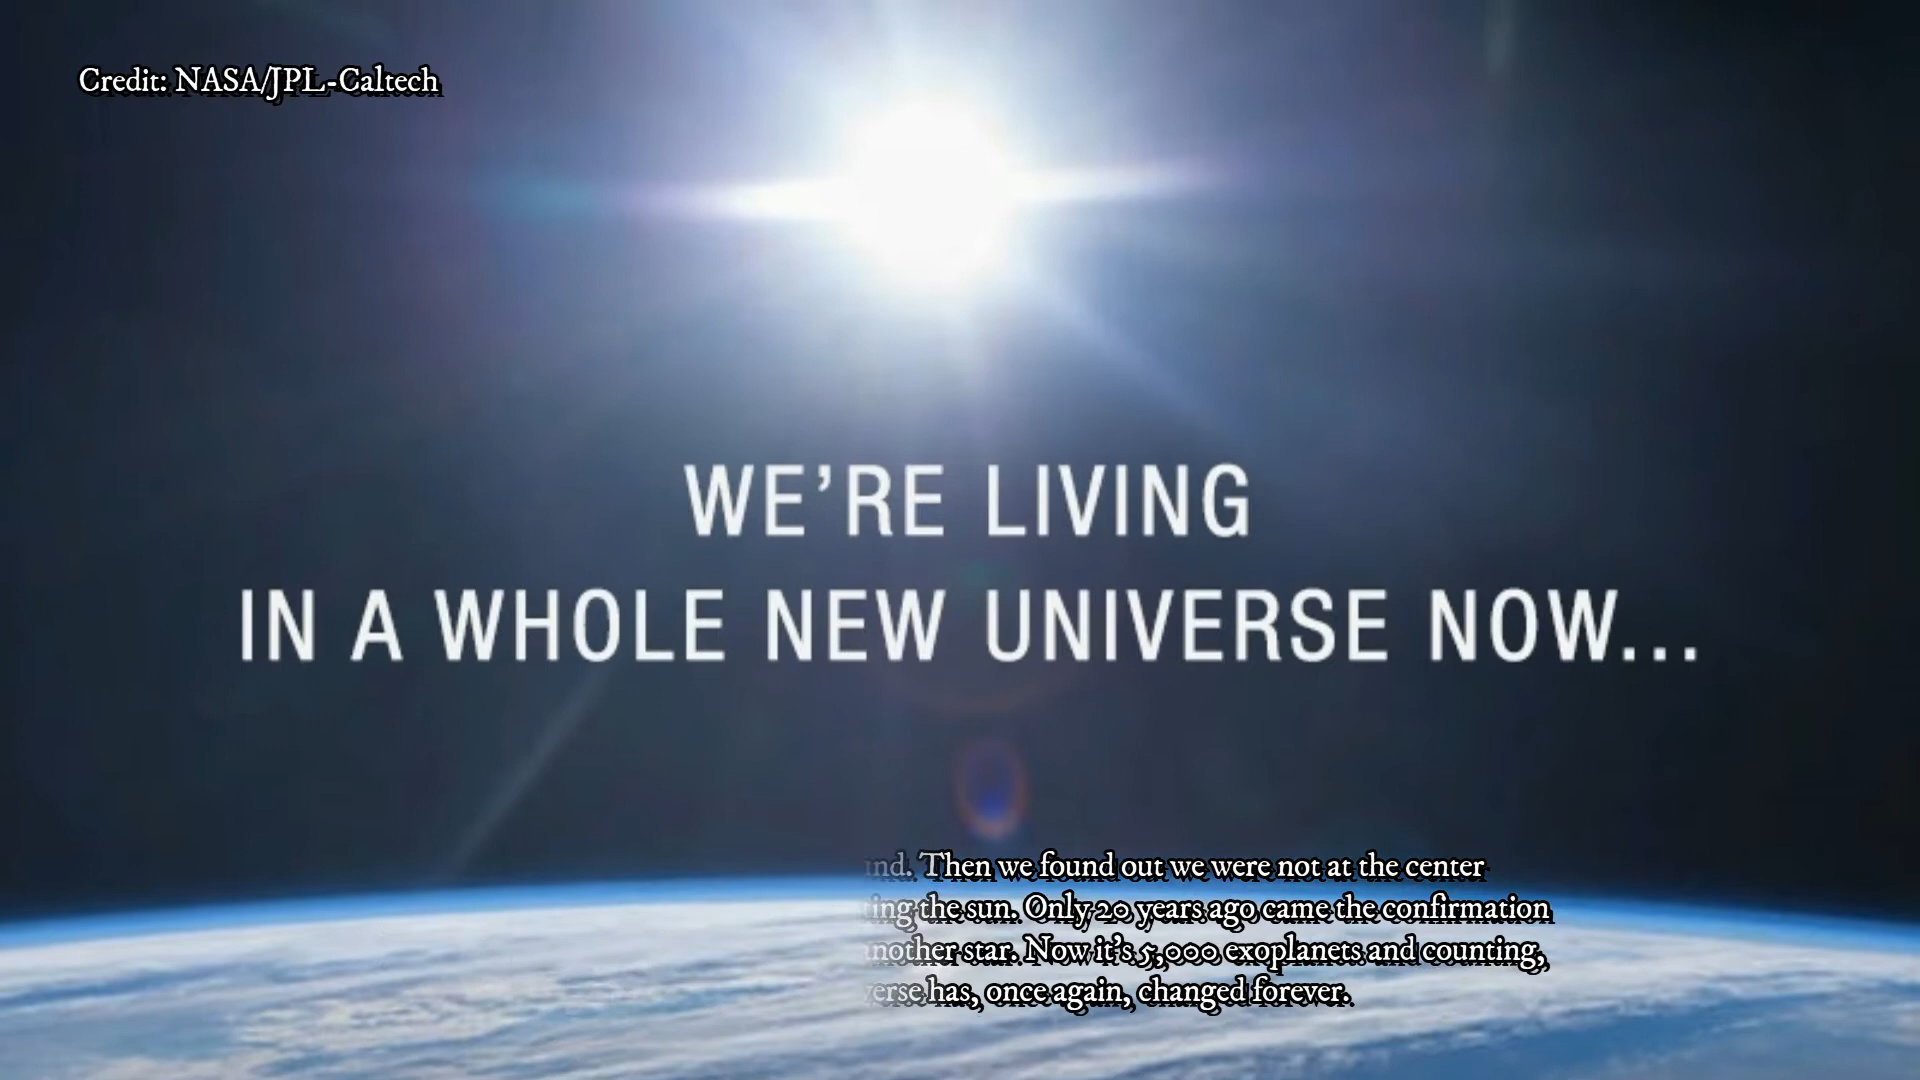 Credit: NASA/JPL-Caltech
WE’RE LIVING
IN A WHOLE NEW UNIVERSE NOW...
Then we found out we were not at the center
the sun. Only 20 years ago came the confirmation
another star. Now it's 5,000 exoplanets and counting,
has, once again, changed forever.